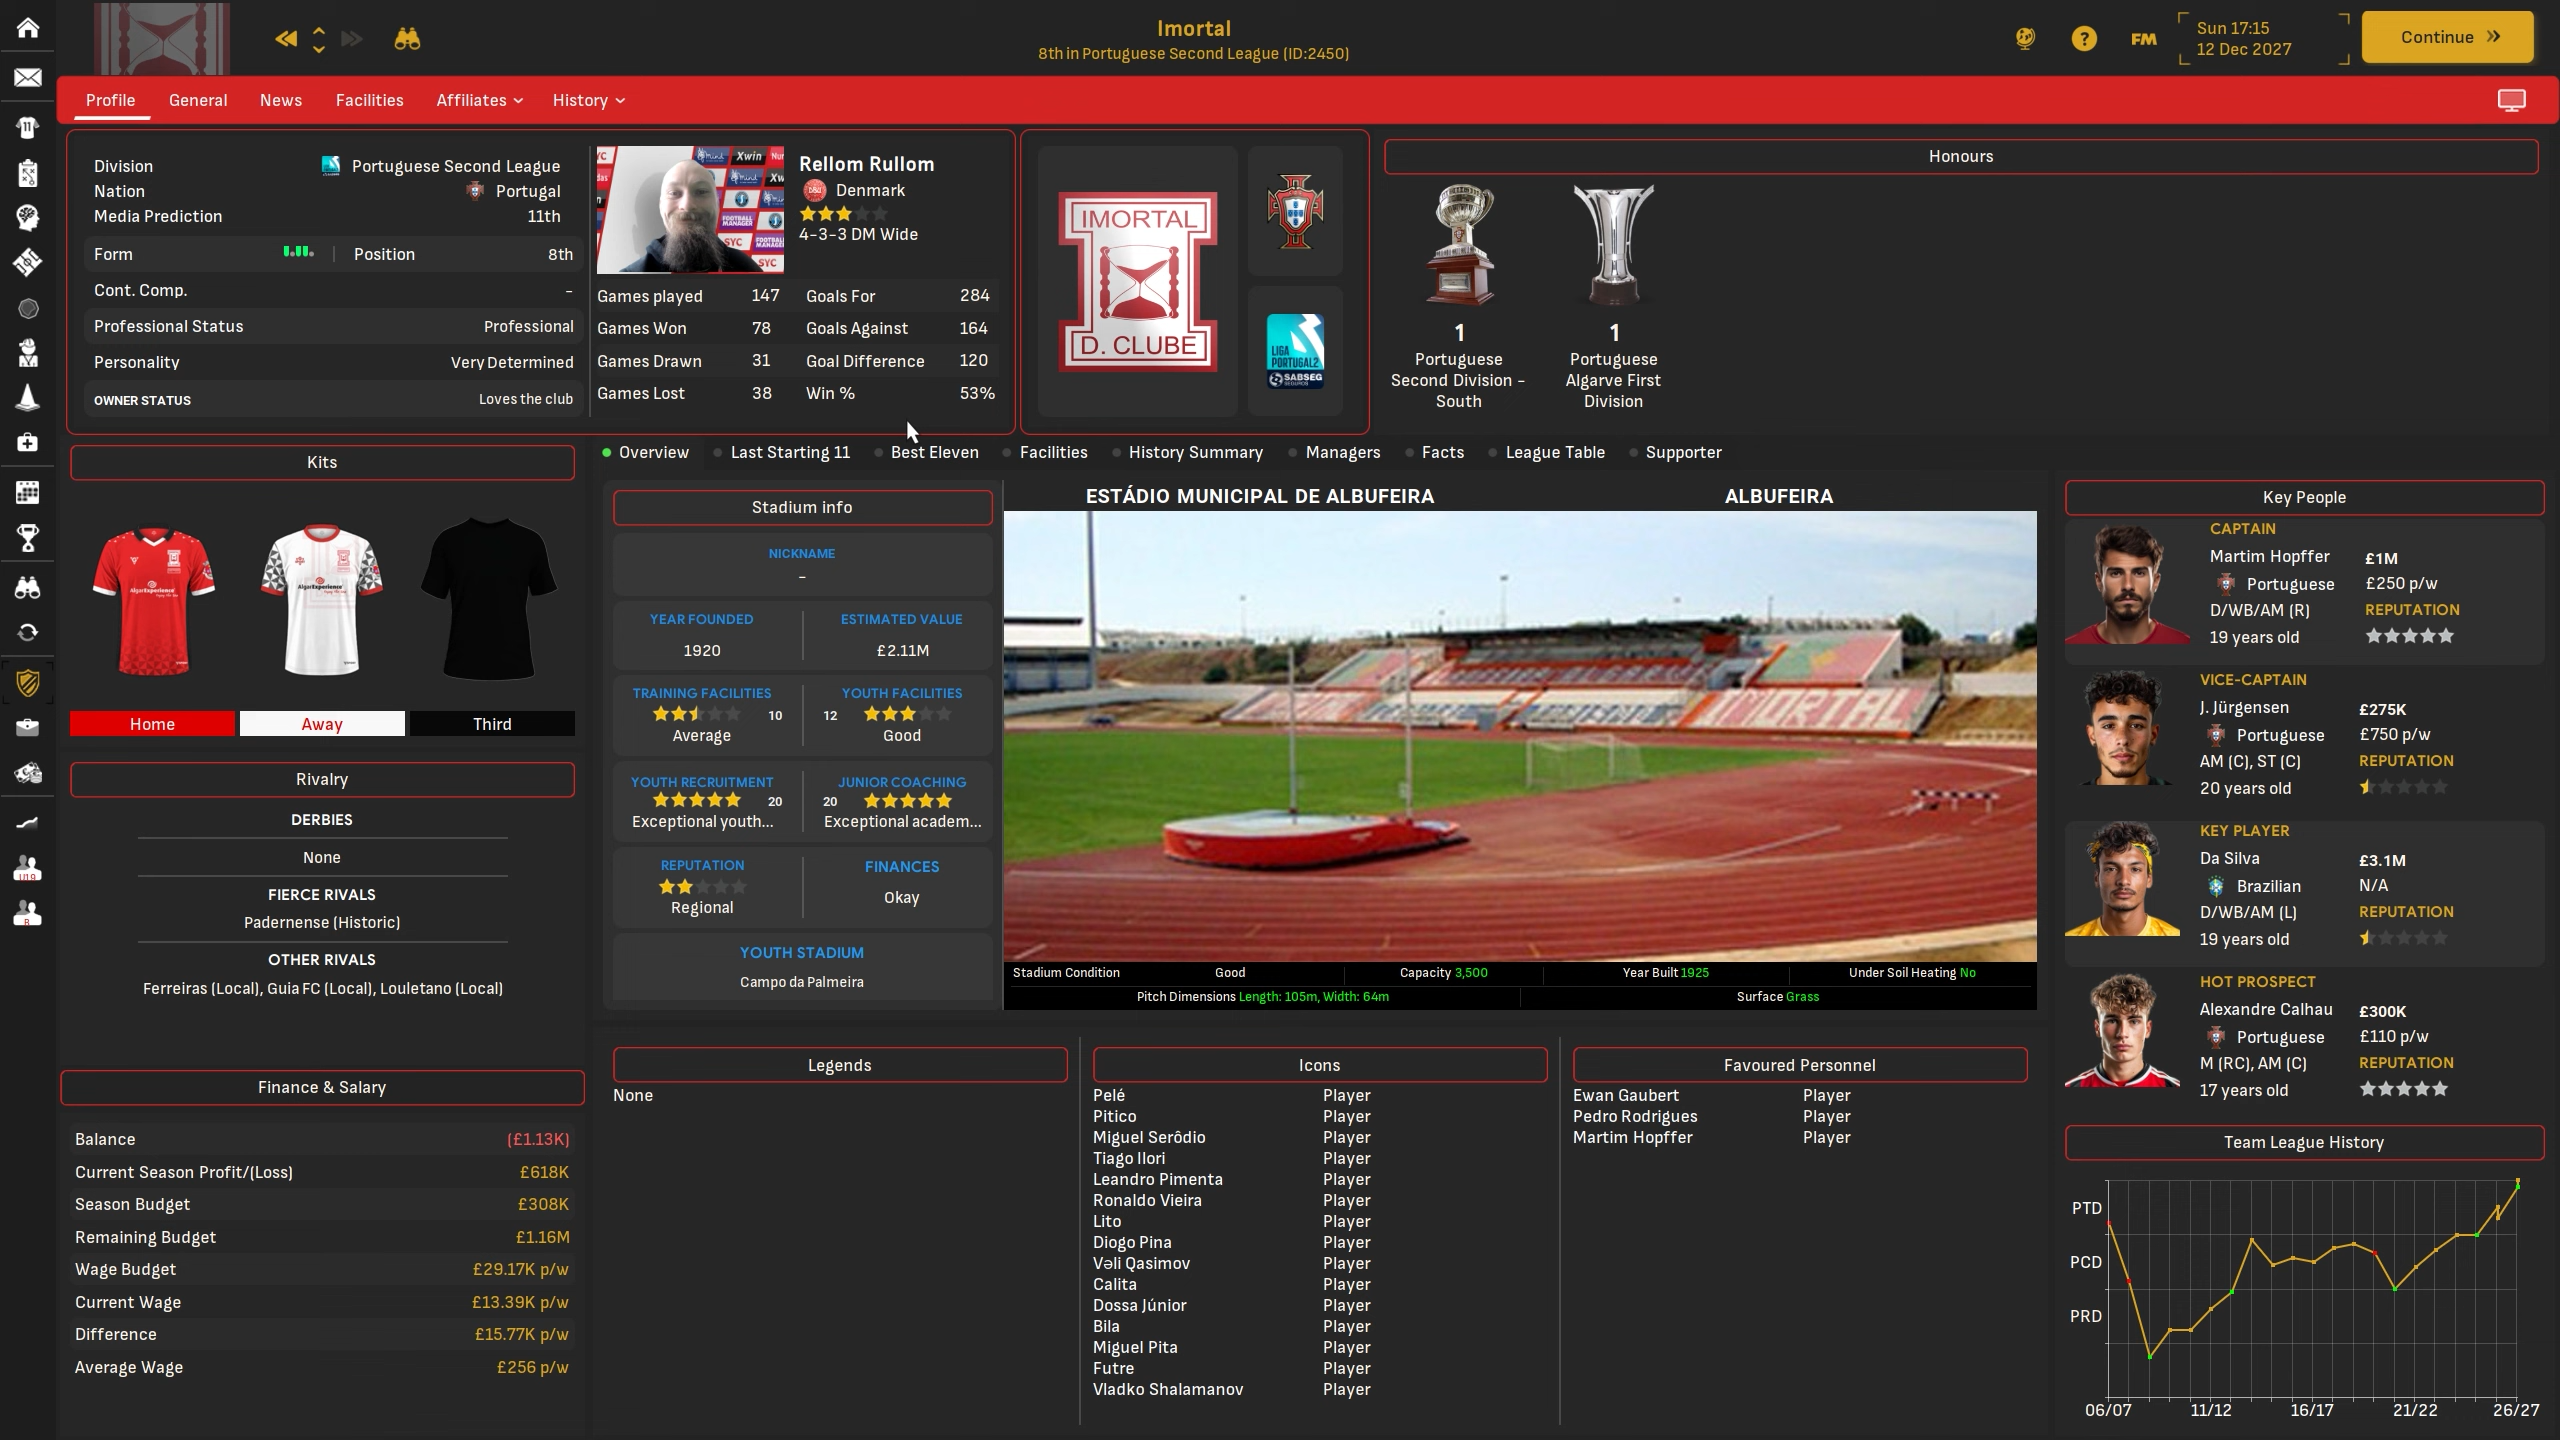 Imortal
8th in Portuguese Second League (ID:2450)
FM
Sun 17:15
12 Dec 2027
Continue
Profile
General
News
Facilities
Affiliates
History
Division
Portuguese Second League
Nation
Portugal
Media Prediction
11th
Form
Position
8th
Cont. Comp.
-
Professional Status
Professional
Personality
Very Determined
OWNER STATUS
Loves the club
Rellom Rullom
Denmark
4-3-3 DM Wide
Games played 147
Goals For 284
Games Won 78
Goals Against 164
Games Drawn 31
Goal Difference 120
Games Lost 38
Win % 53%
IMORTAL
D. CLUBE
LIGA
PORTUGAL2
SABSEG
SEGUROS
Honours
1
Portuguese
Second Division -
South
1
Portuguese
Algarve First
Division
Kits
Home
Away
Third
Rivalry
DERBIES
None
FIERCE RIVALS
Padernense (Historic)
OTHER RIVALS
Ferreiras (Local), Guia FC (Local), Louletano (Local)
Finance & Salary
Balance (£1.13K)
Current Season Profit/(Loss) £618K
Season Budget £308K
Remaining Budget £1.16M
Wage Budget £29.17K p/w
Current Wage £13.39K p/w
Difference £15.77K p/w
Average Wage £256 p/w
Overview
Last Starting 11
Best Eleven
Facilities
History Summary
Managers
Facts
League Table
Supporter
Stadium info
NICKNAME
-
YEAR FOUNDED
1920
ESTIMATED VALUE
£2.11M
TRAINING FACILITIES
10
Average
YOUTH FACILITIES
12
Good
YOUTH RECRUITMENT
20
Exceptional youth...
JUNIOR COACHING
20
Exceptional academ...
REPUTATION
Regional
FINANCES
Okay
YOUTH STADIUM
Campo da Palmeira
ESTÁDIO MUNICIPAL DE ALBUFEIRA
ALBUFEIRA
Stadium Condition Good
Capacity 3,500
Year Built 1925
Under Soil Heating No
Pitch Dimensions Length: 105m, Width: 64m
Surface Grass
Legends
None
Icons
Pelé Player
Pitico Player
Miguel Serôdio Player
Tiago Ilori Player
Leandro Pimenta Player
Ronaldo Vieira Player
Lito Player
Diogo Pina Player
Vəli Qasimov Player
Calita Player
Dossa Júnior Player
Bila Player
Miguel Pita Player
Futre Player
Vladko Shalamanov Player
Favoured Personnel
Ewan Gaubert Player
Pedro Rodrigues Player
Martim Hopffer Player
Key People
CAPTAIN
Martim Hopffer £1M
Portuguese £250 p/w
D/WB/AM (R) REPUTATION
19 years old
VICE-CAPTAIN
J. Jürgensen £275K
Portuguese £750 p/w
AM (C), ST (C) REPUTATION
20 years old
KEY PLAYER
Da Silva £3.1M
Brazilian N/A
D/WB/AM (L) REPUTATION
19 years old
HOT PROSPECT
Alexandre Calhau £300K
Portuguese £110 p/w
M (RC), AM (C) REPUTATION
17 years old
Team League History
PTD
PCD
PRD
06/07
11/12
16/17
21/22
26/27